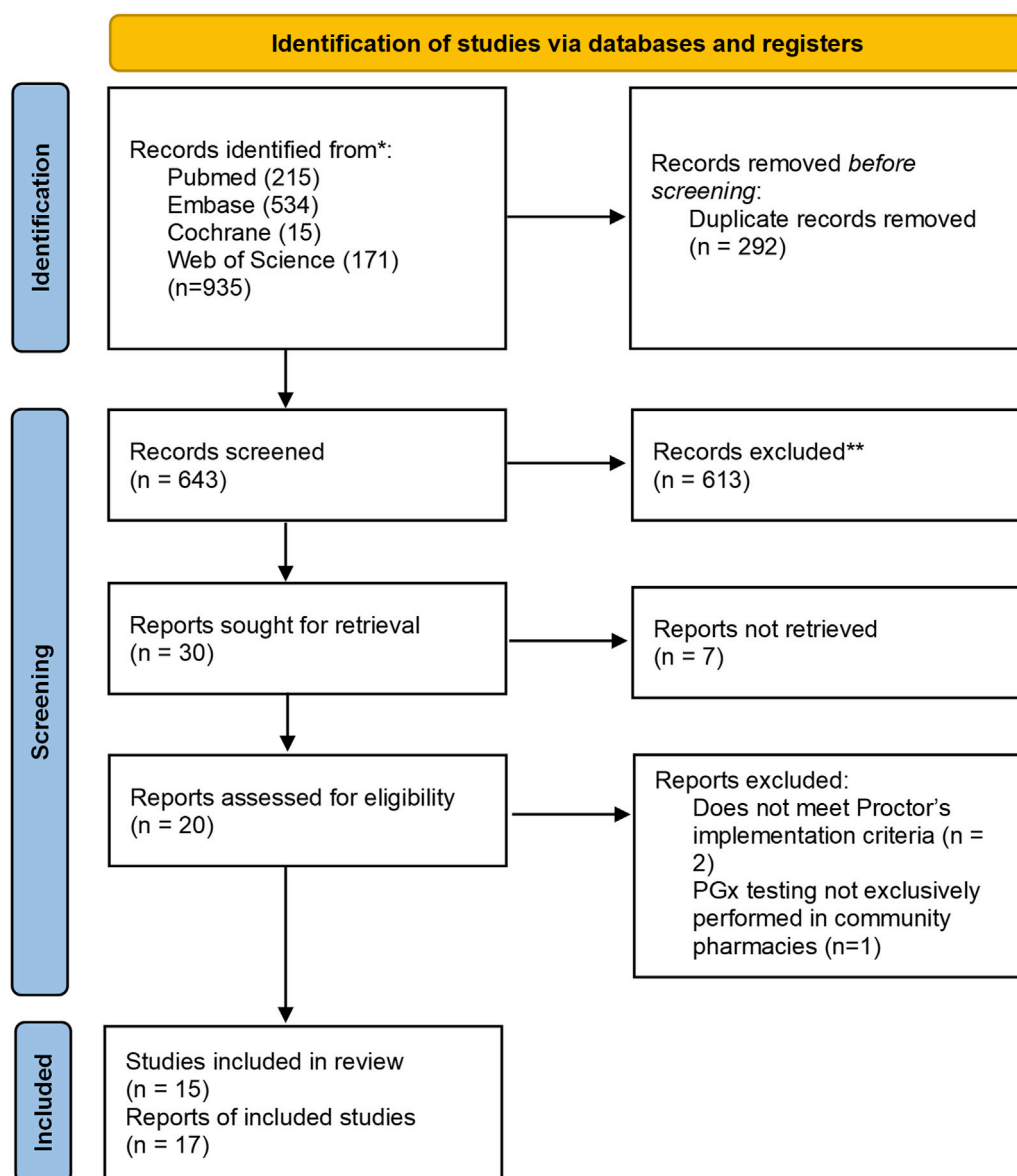 Identification of studies via databases and registers
Identification
Records identified from*:
Pubmed (215)
Embase (534)
Cochrane (15)
Web of Science (171)
(n=935)
Records removed before
screening:
Duplicate records removed
(n = 292)
Screening
Records screened
(n = 643)
Records excluded**
(n = 613)
Reports sought for retrieval
(n = 30)
Reports not retrieved
(n = 7)
Reports assessed for eligibility
(n = 20)
Reports excluded:
Does not meet Proctor’s
implementation criteria (n =
2)
PGx testing not exclusively
performed in community
pharmacies (n=1)
Included
Studies included in review
(n = 15)
Reports of included studies
(n = 17)